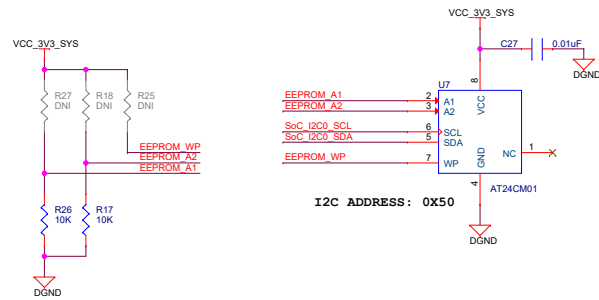 VCC_3V3_SYS
R27
DNI
R18
DNI
R25
DNI
EEPROM_WP
EEPROM_A2
EEPROM_A1
R26
10K
R17
10K
DGND
VCC_3V3_SYS
C27
0.01uF
DGND
U7
8
VCC
EEPROM_A1
2
A1
EEPROM_A2
3
A2
SoC_I2C0_SCL
6
SCL
SoC_I2C0_SDA
5
SDA
EEPROM_WP
7
WP
GND
NC
1
4
AT24CM01
I2C ADDRESS: 0X50
DGND